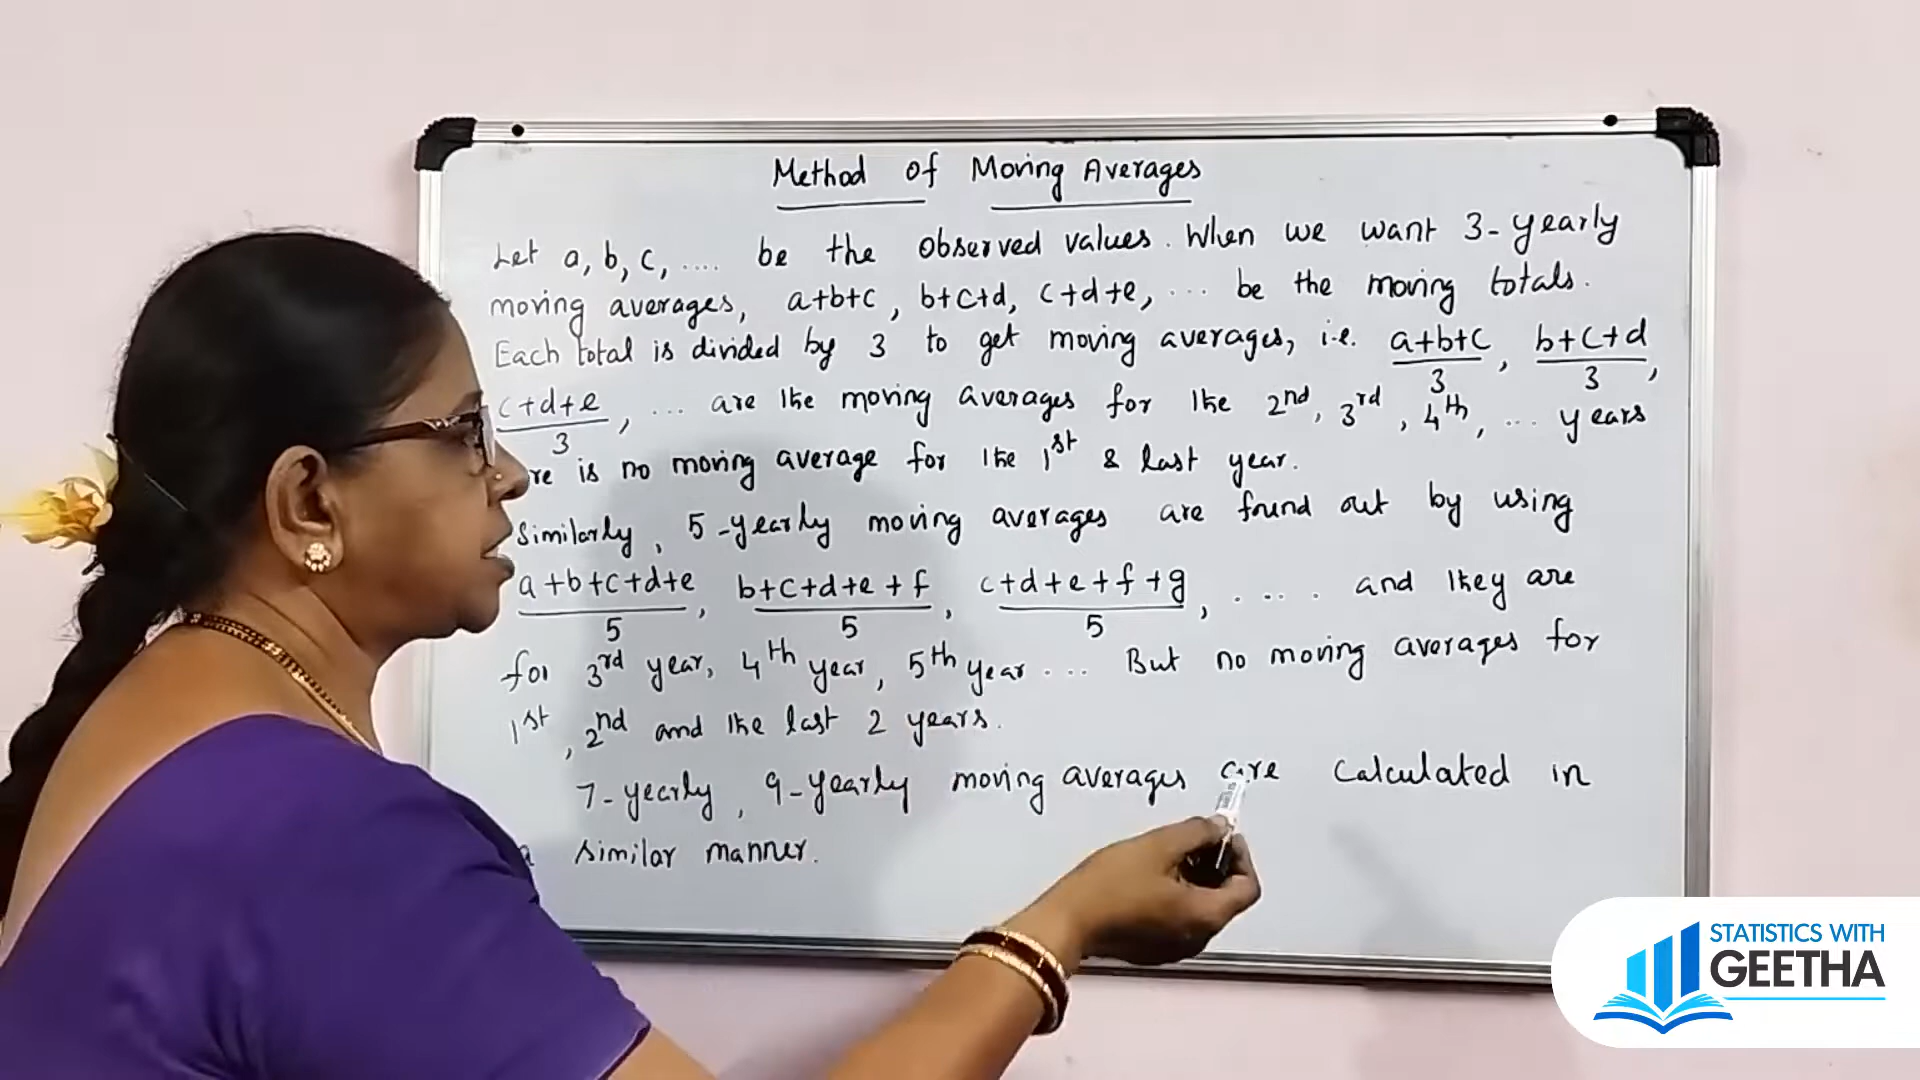 Method of Moving Averages
Let a, b, c, .... be the observed values. When we want 3-yearly
moving averages, a+b+c, b+c+d, c+d+e, ... be the moving totals.
Each total is divided by 3 to get moving averages, i.e. a+b+c/3, b+c+d/3,
c+d+e/3, ... are the moving averages for the 2nd, 3rd, 4th, ... years
re is no moving average for the 1st & last year.
Similarly, 5-yearly moving averages are found out by using
a+b+c+d+e/5, b+c+d+e+f/5, c+d+e+f+g/5, .... and they are
for 3rd year, 4th year, 5th year ... But no moving averages for
1st, 2nd and the last 2 years.
7-yearly, 9-yearly moving averages are calculated in
a similar manner.
STATISTICS WITH
GEETHA